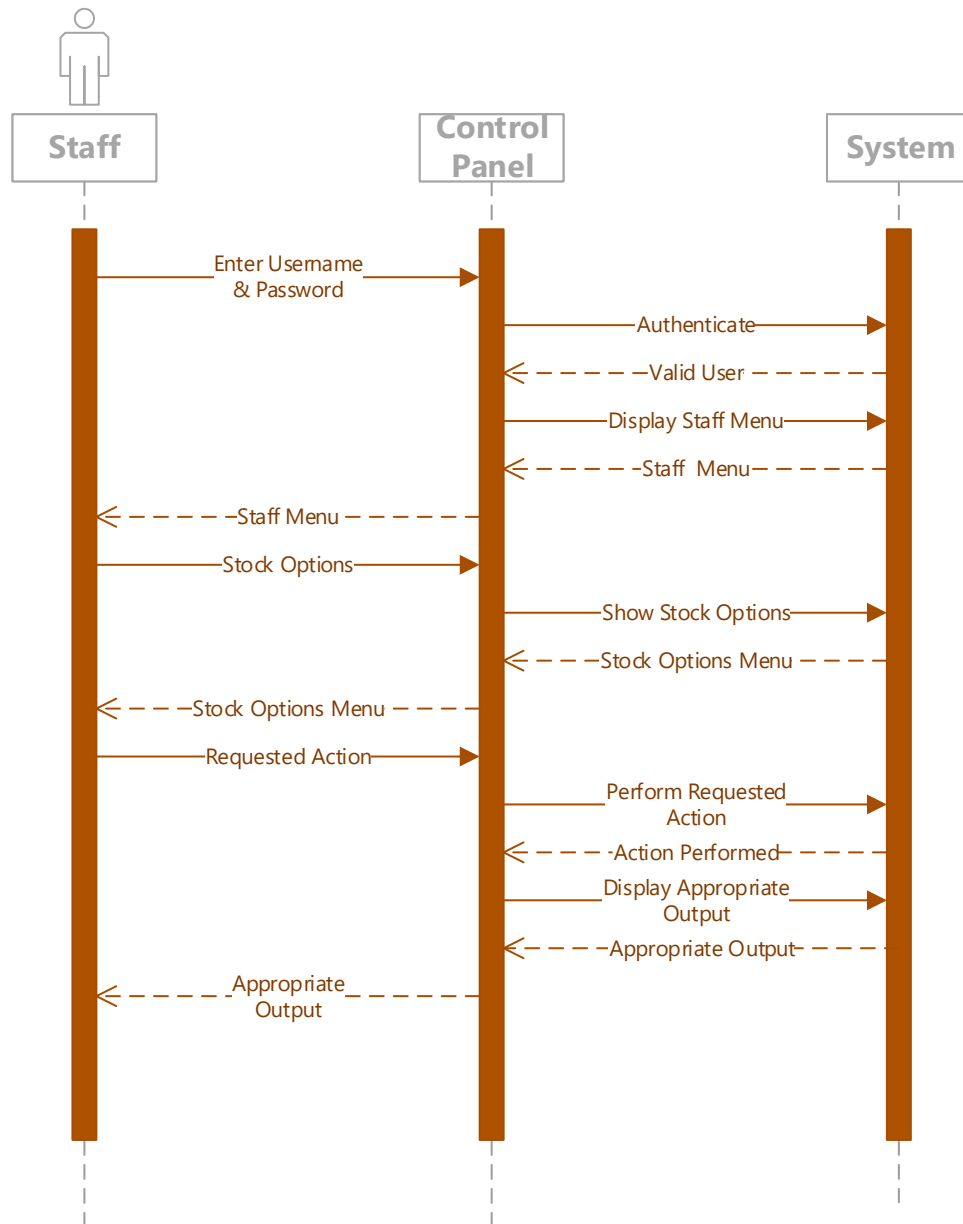 Staff
Control
Panel
System
Enter Username
& Password
Authenticate
Valid User
Display Staff Menu
Staff  Menu
Staff Menu
Stock Options
Show Stock Options
Stock Options Menu
Stock Options Menu
Requested Action
Perform Requested
Action
Action Performed
Display Appropriate
Output
Appropriate Output
Appropriate
Output